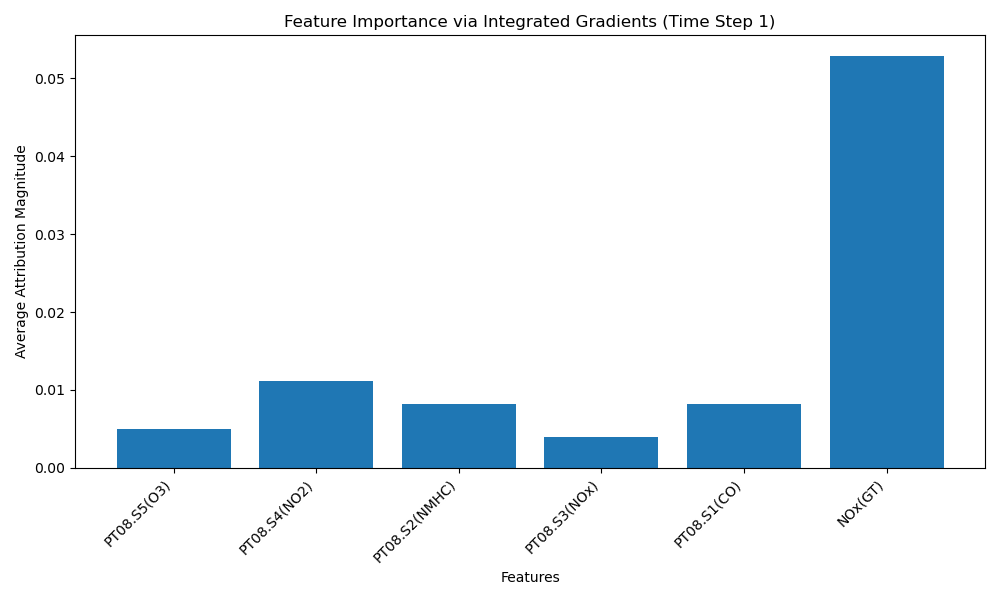 Feature Importance via Integrated Gradients (Time Step 1)
Average Attribution Magnitude
0.05
0.04
0.03
0.02
0.01
0.00
PT08.S5(O3)
PT08.S4(NO2)
PT08.S2(NMHC)
PT08.S3(NOx)
PT08.S1(CO)
NOx(GT)
Features